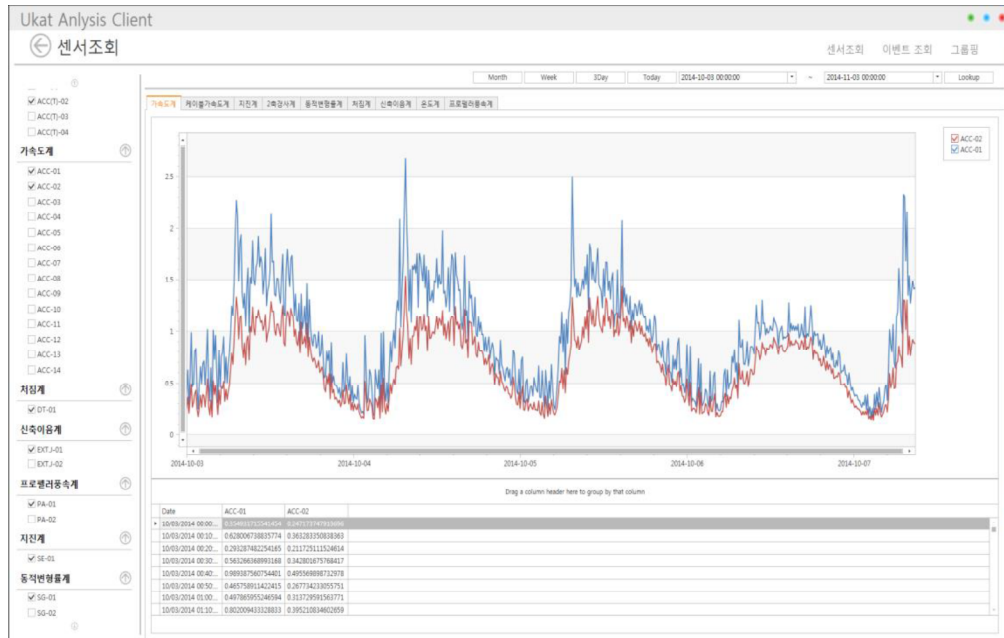 Ukat Anlysis Client
센서조회
센서조회 이벤트 조회 그룹핑
Month Week 3Day Today 2014-10-03 00:00:00 ~ 2014-11-03 00:00:00 Lookup
ACC(T)-02
ACC(T)-03
ACC(T)-04
가속도계
ACC-01
ACC-02
ACC-03
ACC-04
ACC-05
ACC-06
ACC-07
ACC-08
ACC-09
ACC-10
ACC-11
ACC-12
ACC-13
ACC-14
처짐계
DT-01
신축이음계
EXT.J-01
EXT.J-02
프로펠러풍속계
PA-01
PA-02
지진계
SE-01
동적변형률계
SG-01
SG-02
가속도계 케이블가속도계 지진계 2축경사계 동적변형률계 처짐계 신축이음계 온도계 프로펠러풍속계
ACC-02
ACC-01
2.5
2
1.5
1
0.5
0
2014-10-03 2014-10-04 2014-10-05 2014-10-06 2014-10-07
Drag a column header here to group by that column
Date ACC-01 ACC-02
10/03/2014 00:00:...
10/03/2014 00:10:... 0.628006738835774 0.363283350838363
10/03/2014 00:20:... 0.293287482254165 0.211725111524614
10/03/2014 00:30:... 0.563266368993168 0.342801675768417
10/03/2014 00:40:... 0.989387560754401 0.495569898732978
10/03/2014 00:50:... 0.465758911422415 0.267734233055751
10/03/2014 01:00:... 0.497865955246594 0.313729591563771
10/03/2014 01:10:... 0.802009433328833 0.395210834602659